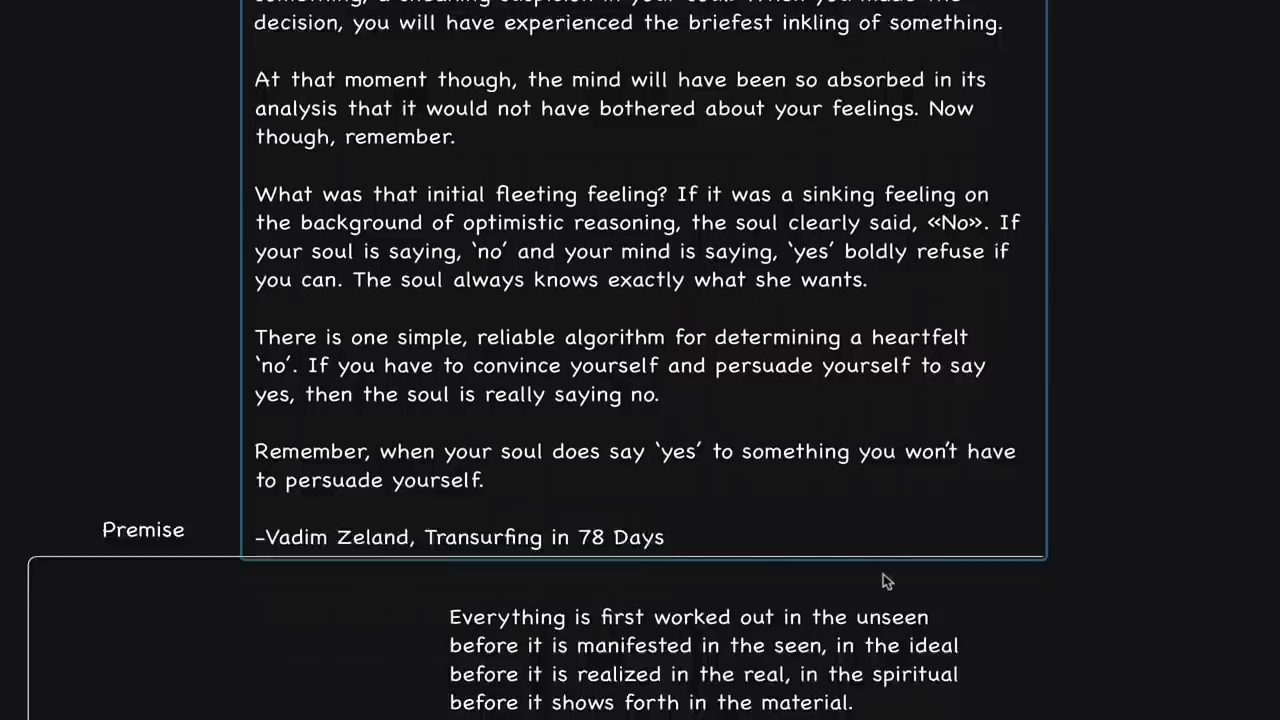 decision, you will have experienced the briefest inkling of something.
At that moment though, the mind will have been so absorbed in its
analysis that it would not have bothered about your feelings. Now
though, remember.
What was that initial fleeting feeling? If it was a sinking feeling on
the background of optimistic reasoning, the soul clearly said, «No». If
your soul is saying, ‘no’ and your mind is saying, ‘yes’ boldly refuse if
you can. The soul always knows exactly what she wants.
There is one simple, reliable algorithm for determining a heartfelt
‘no’. If you have to convince yourself and persuade yourself to say
yes, then the soul is really saying no.
Remember, when your soul does say ‘yes’ to something you won’t have
to persuade yourself.
Premise
–Vadim Zeland, Transurfing in 78 Days
Everything is first worked out in the unseen
before it is manifested in the seen, in the ideal
before it is realized in the real, in the spiritual
before it shows forth in the material.